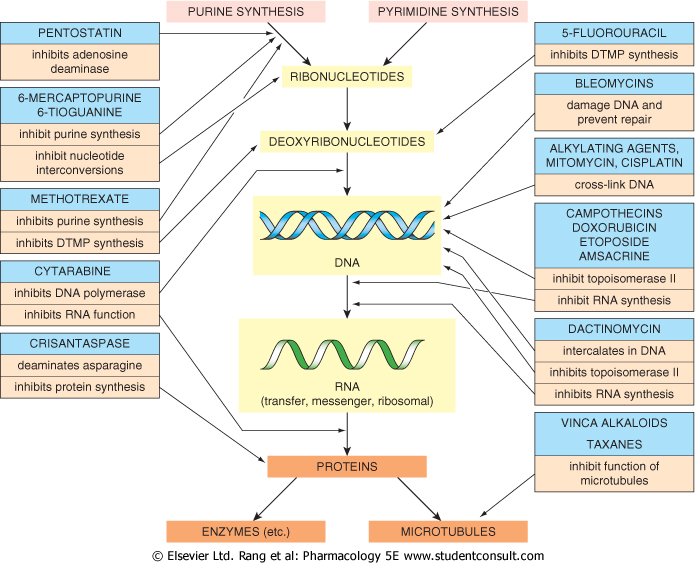 PURINE SYNTHESIS
PYRIMIDINE SYNTHESIS
PENTOSTATIN
inhibits adenosine
deaminase
6-MERCAPTOPURINE
6-TIOGUANINE
inhibit purine synthesis
inhibit nucleotide
interconversions
METHOTREXATE
inhibits purine synthesis
inhibits DTMP synthesis
CYTARABINE
inhibits DNA polymerase
inhibits RNA function
CRISANTASPASE
deaminates asparagine
inhibits protein synthesis
RIBONUCLEOTIDES
DEOXYRIBONUCLEOTIDES
DNA
RNA
(transfer, messenger, ribosomal)
PROTEINS
ENZYMES (etc.)
MICROTUBULES
5-FLUOROURACIL
inhibits DTMP synthesis
BLEOMYCINS
damage DNA and
prevent repair
ALKYLATING AGENTS,
MITOMYCIN, CISPLATIN
cross-link DNA
CAMPOTHECINS
DOXORUBICIN
ETOPOSIDE
AMSACRINE
inhibit topoisomerase II
inhibit RNA synthesis
DACTINOMYCIN
intercalates in DNA
inhibits topoisomerase II
inhibits RNA synthesis
VINCA ALKALOIDS
TAXANES
inhibit function of
microtubules
© Elsevier Ltd. Rang et al: Pharmacology 5E www.studentconsult.com